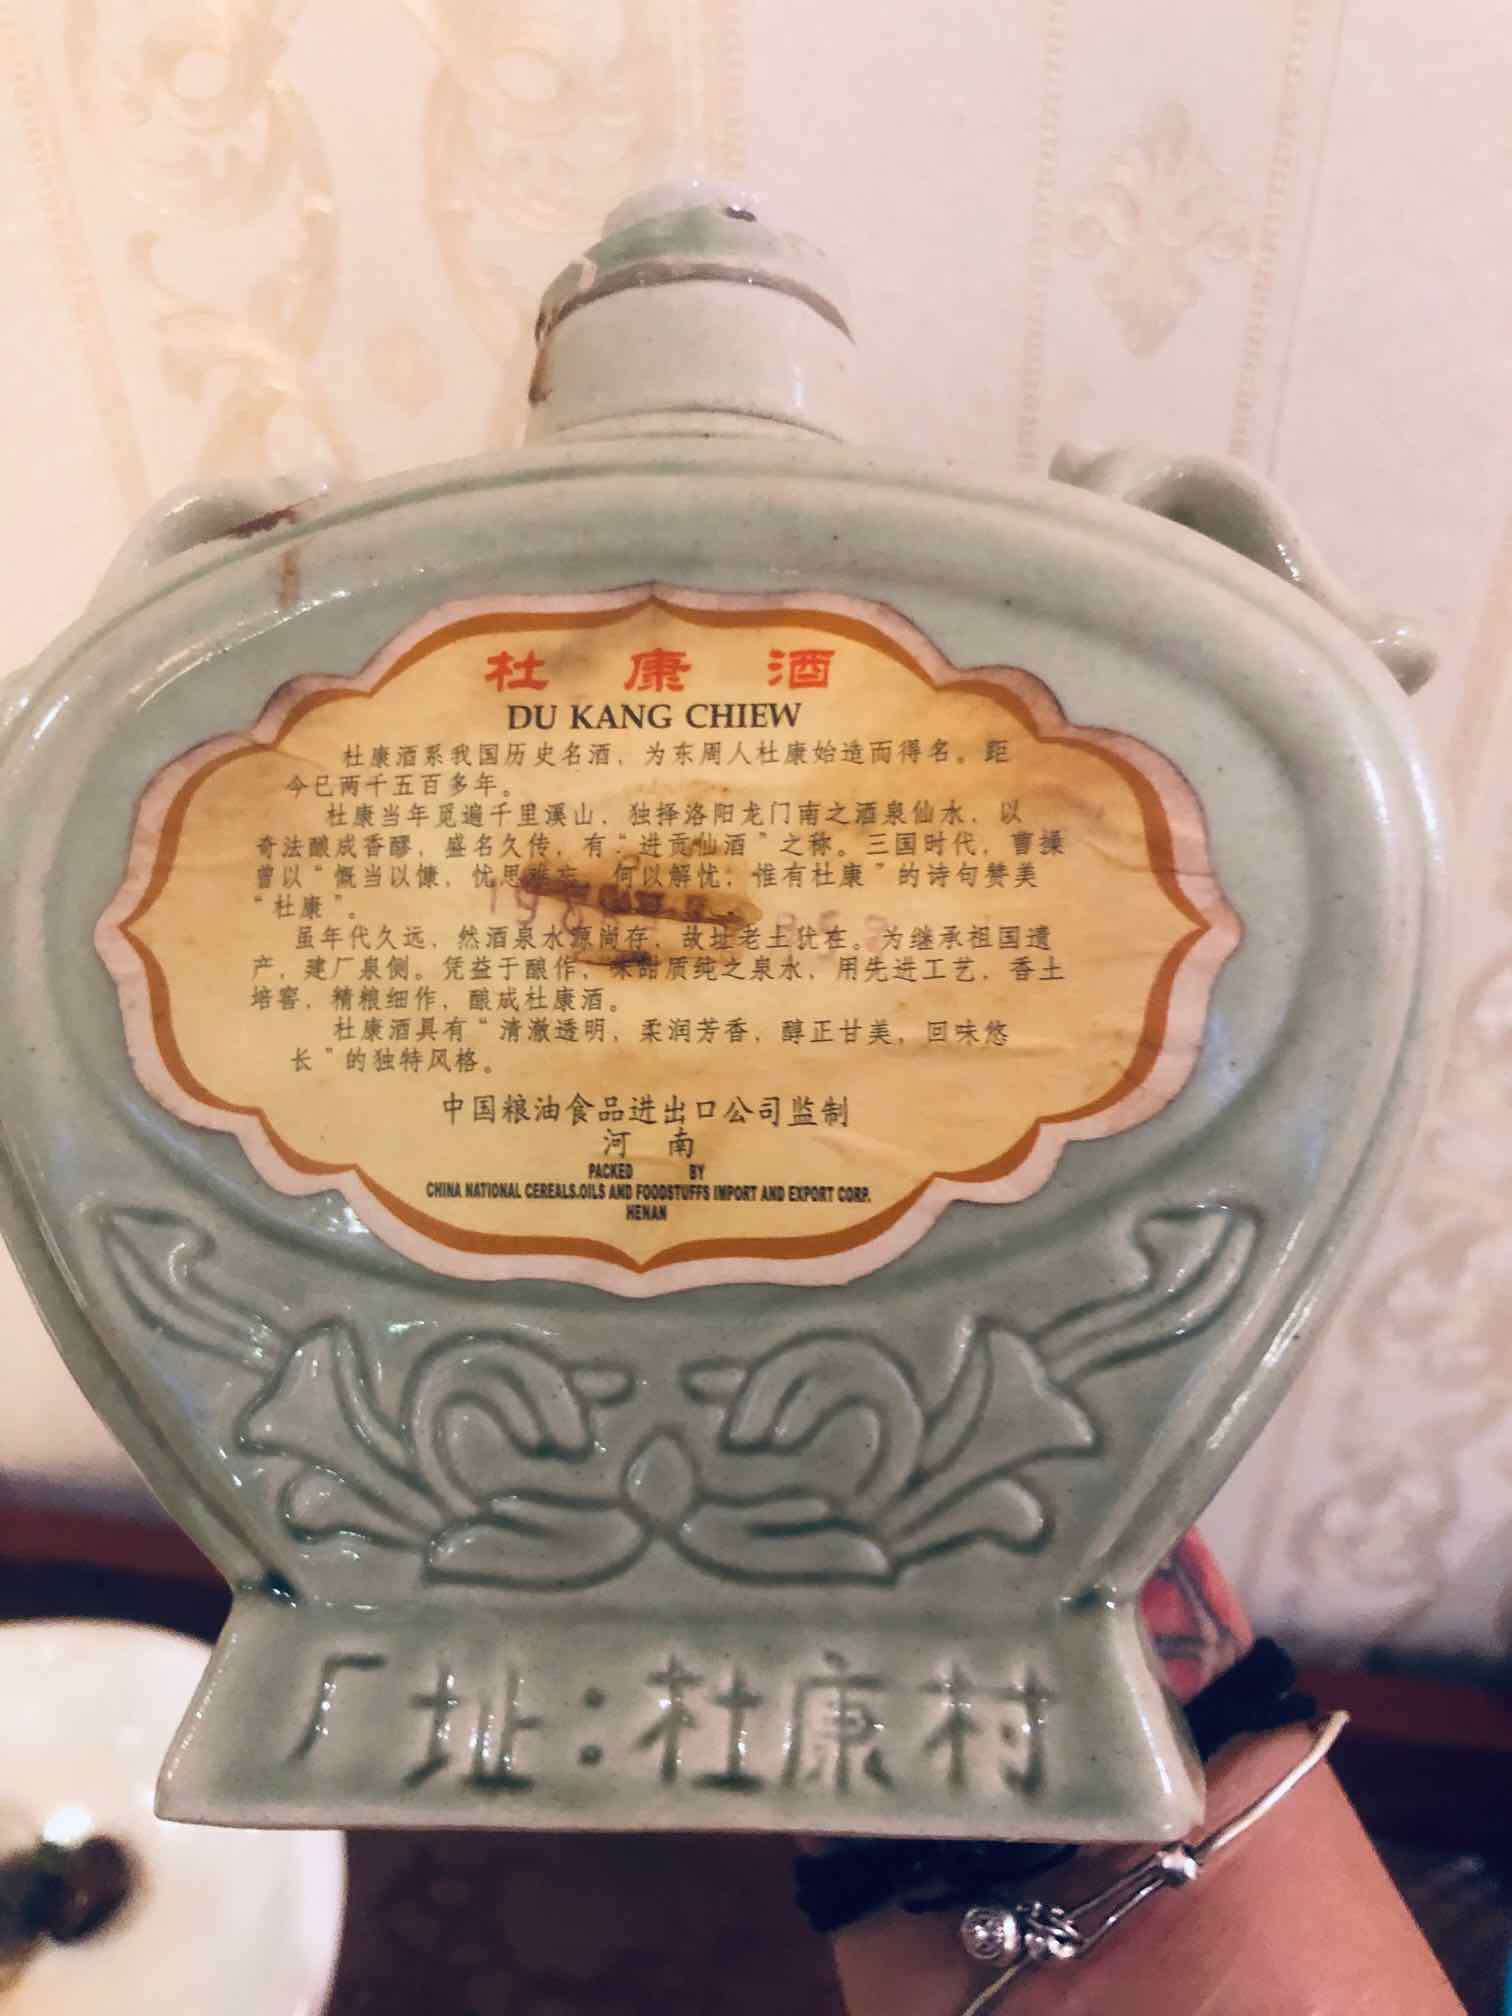 杜康酒
DU KANG CHIEW
杜康酒系我国历史名酒，为东周人杜康始造而得名。距
今已两千五百多年。
杜康当年觅遍千里溪山，独择洛阳龙门南之酒泉仙水，以
奇法酿成香醪，盛名久传，有“进贡仙酒”之称。三国时代，曹操
曾以“慨当以慷，忧思难忘，何以解忧；惟有杜康”的诗句赞美
“杜康”。
虽年代久远，然酒泉水源尚存，故址老土犹在。为继承祖国遗
产，建厂泉侧。凭益于酿作，味甜质纯之泉水，用先进工艺，香土
培窖，精粮细作，酿成杜康酒。
杜康酒具有“清澈透明，柔润芳香，醇正甘美，回味悠
长”的独特风格。
中国粮油食品进出口公司监制
河南
PACKED BY
CHINA NATIONAL CEREALS.OILS AND FOODSTUFFS IMPORT AND EXPORT CORP.
HENAN
厂址：杜康村